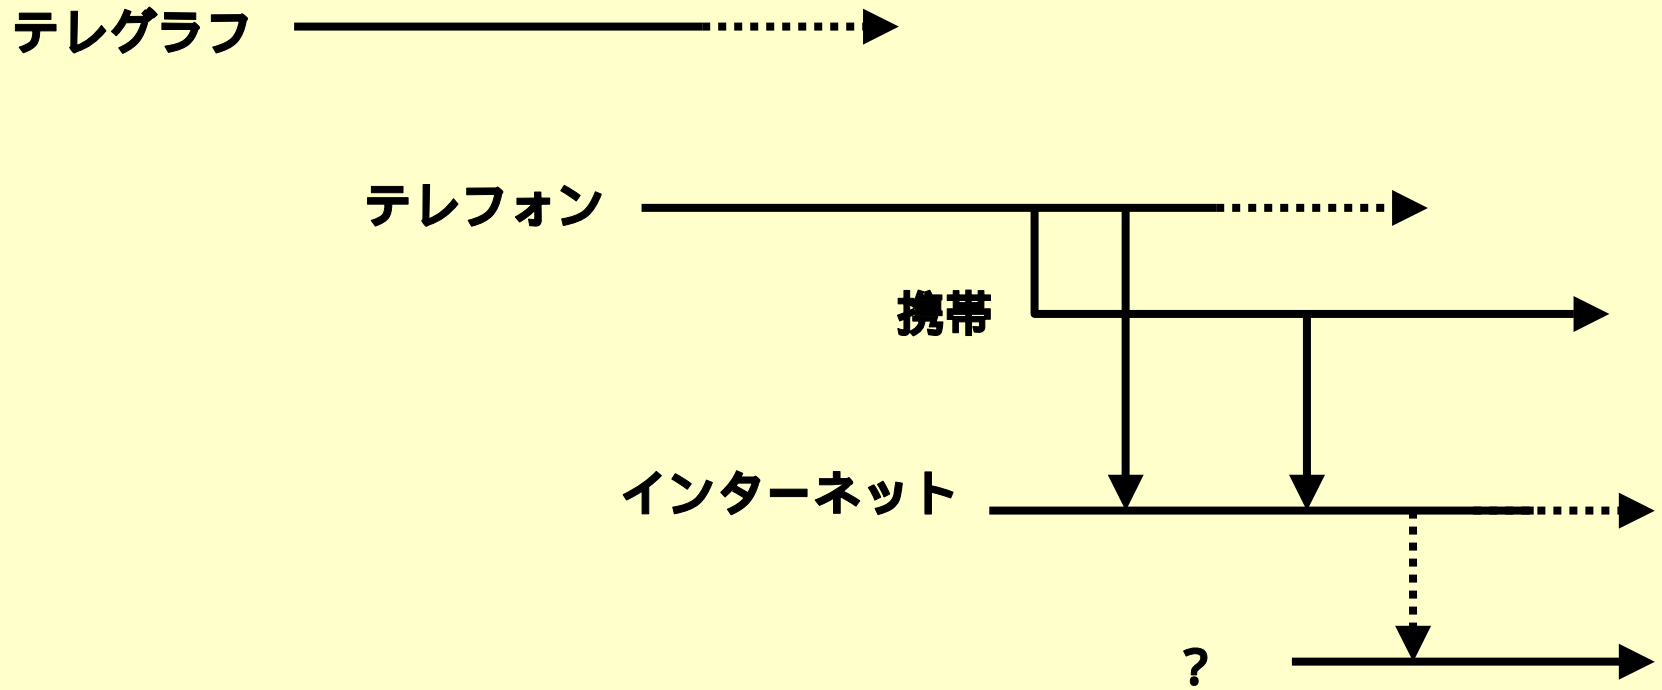 テレグラフ
テレフォン
携帯
インターネット
？